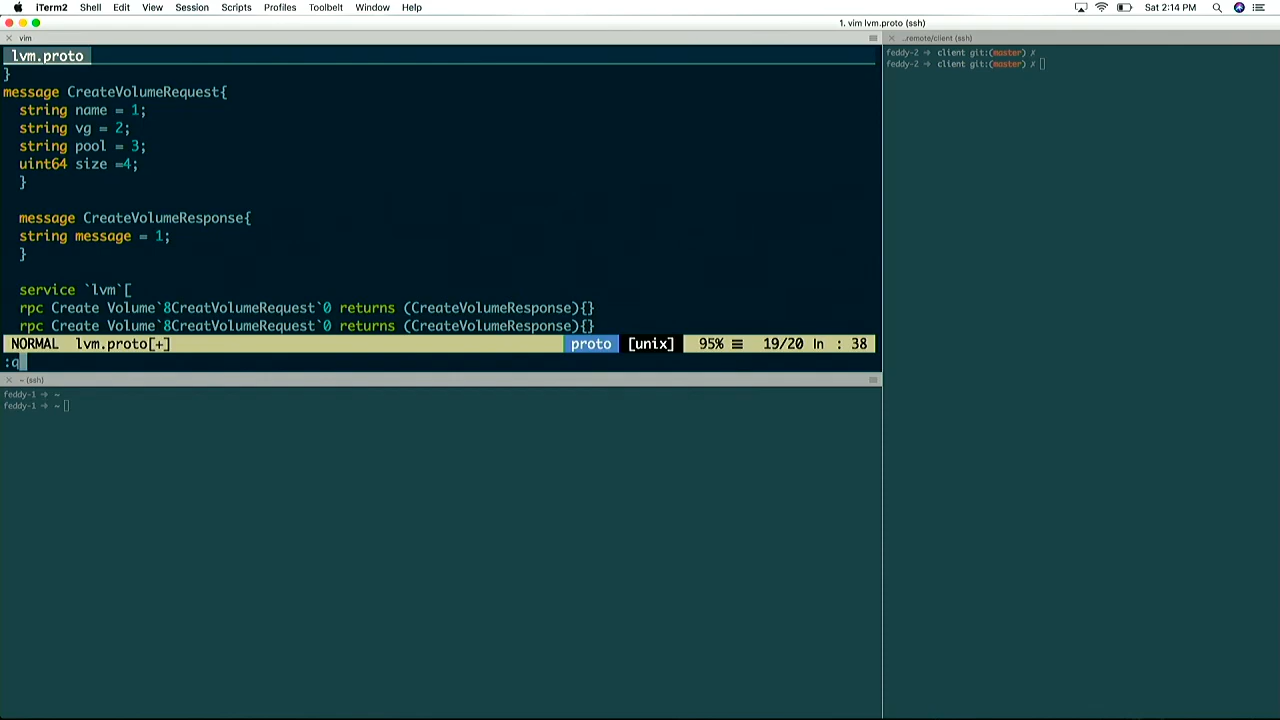 iTerm2 Shell Edit View Session Scripts Profiles Toolbelt Window Help Sat 2:14 PM
1. vim lvm.proto (ssh)
vim
..remote/client (ssh)
lvm.proto
}
message CreateVolumeRequest{
string name = 1;
string vg = 2;
string pool = 3;
uint64 size =4;
}
message CreateVolumeResponse{
string message = 1;
}
service `lvm`[
rpc Create Volume`8CreatVolumeRequest`0 returns (CreateVolumeResponse){}
rpc Create Volume`8CreatVolumeRequest`0 returns (CreateVolumeResponse){}
NORMAL lvm.proto[+] proto [unix] 95% ☰ 19/20 ln : 38
:q
~ (ssh)
feddy-1 → ~
feddy-1 → ~
feddy-2 → client git:(master) ✗
feddy-2 → client git:(master) ✗